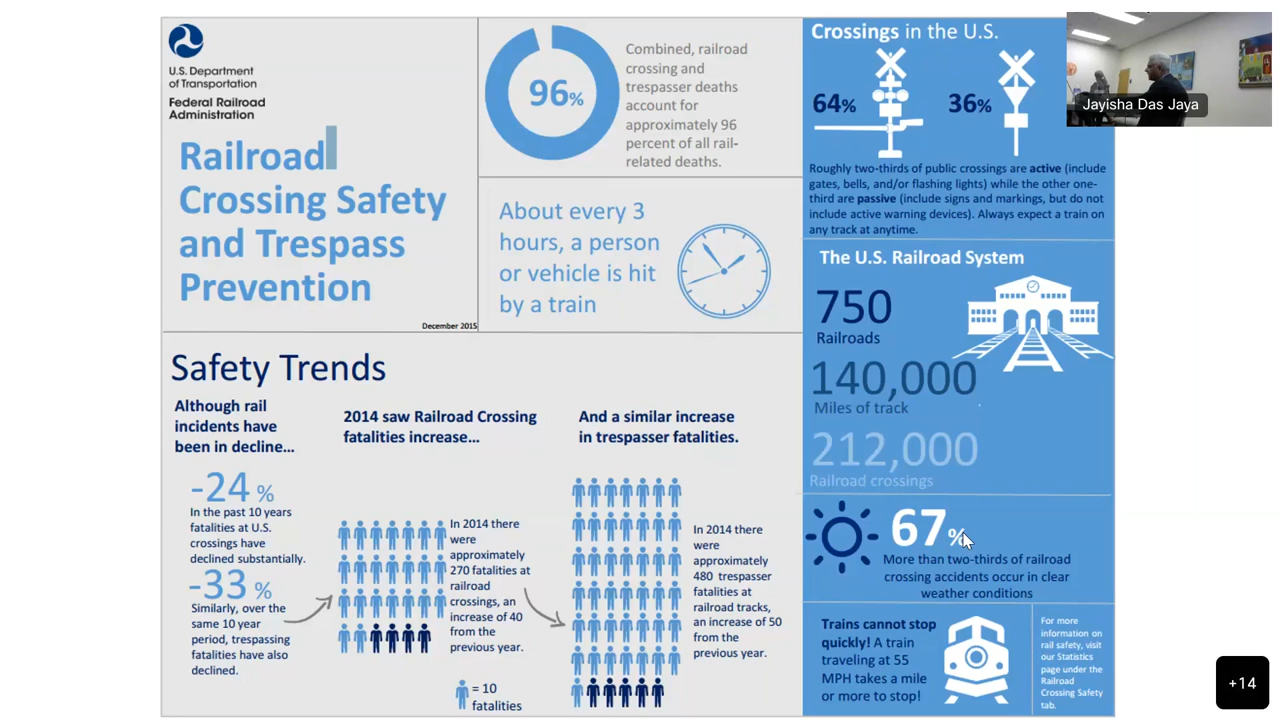 U.S. Department
of Transportation
Federal Railroad
Administration
Railroad
Crossing Safety
and Trespass
Prevention
December 2015
96%
Combined, railroad
crossing and
trespasser deaths
account for
approximately 96
percent of all rail-
related deaths.
About every 3
hours, a person
or vehicle is hit
by a train
Safety Trends
Although rail
incidents have
been in decline...
-24 %
In the past 10 years
fatalities at U.S.
crossings have
declined substantially.
-33 %
Similarly, over the
same 10 year
period, trespassing
fatalities have also
declined.
2014 saw Railroad Crossing
fatalities increase...
In 2014 there
were
approximately
270 fatalities at
railroad
crossings, an
increase of 40
from the
previous year.
= 10
fatalities
And a similar increase
in trespasser fatalities.
In 2014 there
were
approximately
480 trespasser
fatalities at
railroad tracks,
an increase of 50
from the
previous year.
Crossings in the U.S.
64%
36%
Roughly two-thirds of public crossings are active (include
gates, bells, and/or flashing lights) while the other one-
third are passive (include signs and markings, but do not
include active warning devices). Always expect a train on
any track at anytime.
The U.S. Railroad System
750
Railroads
140,000
Miles of track
212,000
Railroad crossings
67%
More than two-thirds of railroad
crossing accidents occur in clear
weather conditions
Trains cannot stop
quickly! A train
traveling at 55
MPH takes a mile
or more to stop!
For more
information on
rail safety, visit
our Statistics
page under the
Railroad
Crossing Safety
tab.
Jayisha Das Jaya
+14